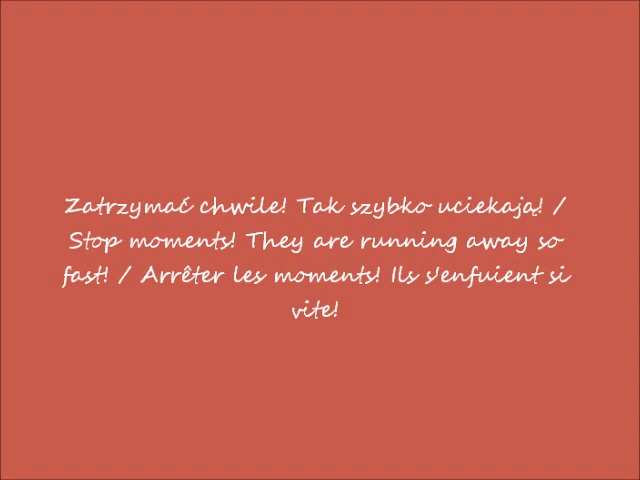 Zatrzymać chwile! Tak szybko uciekają! /
Stop moments! They are running away so
fast! / Arrêter les moments! Ils s'enfuient si
vite!